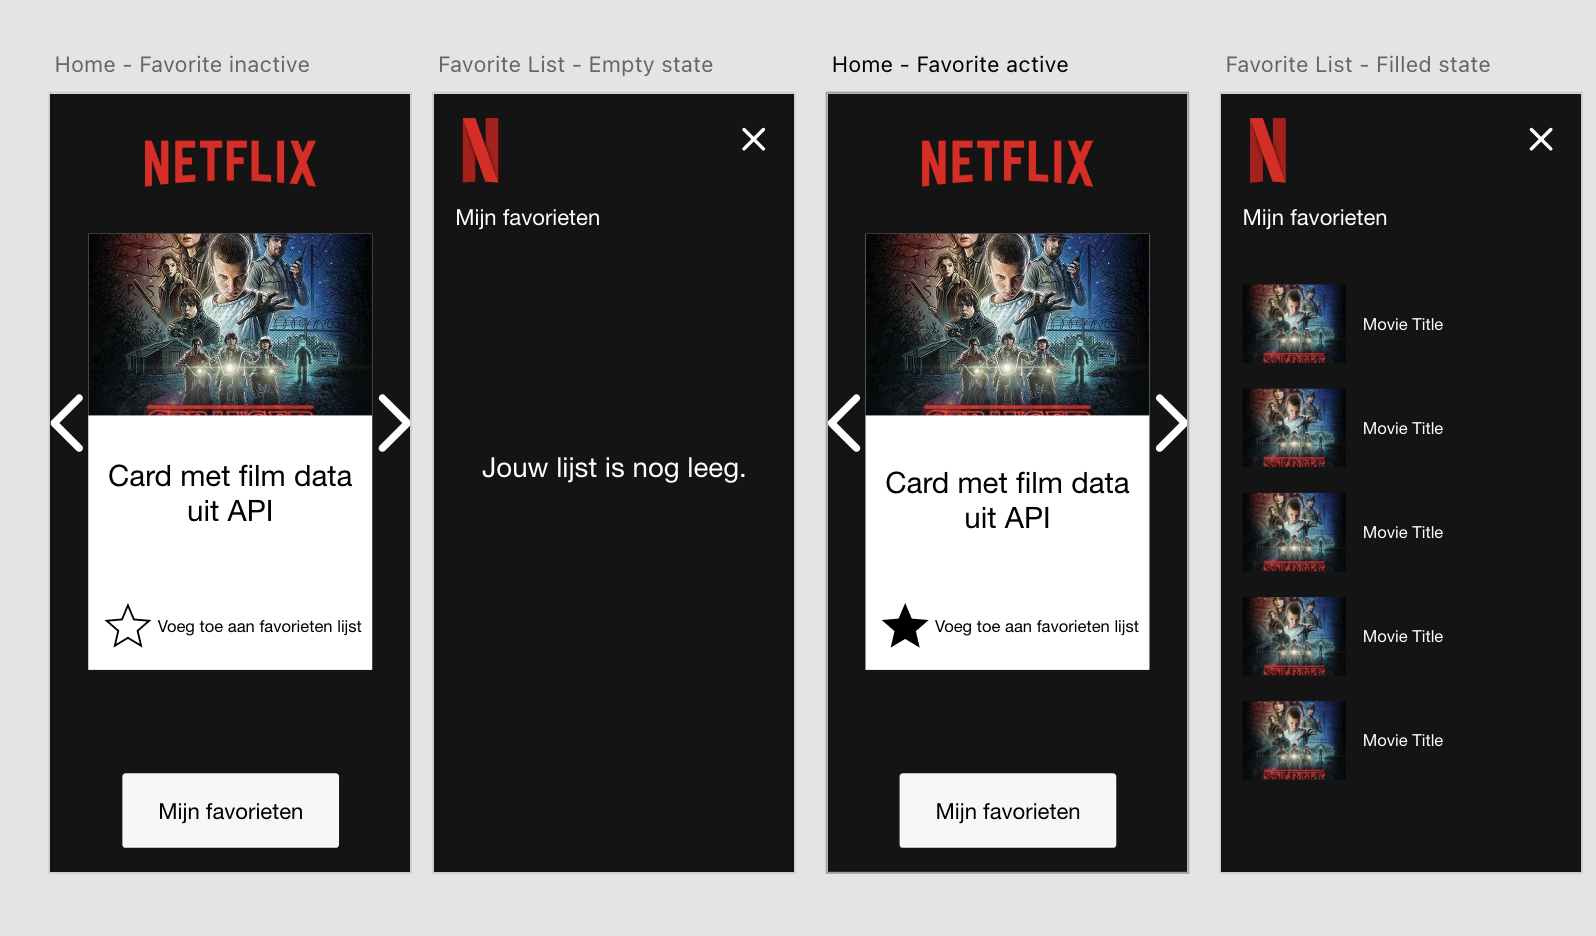 Home - Favorite inactive
NETFLIX
Card met film data
uit API
Voeg toe aan favorieten lijst
Mijn favorieten
Favorite List - Empty state
N
Mijn favorieten
Jouw lijst is nog leeg.
Home - Favorite active
NETFLIX
Card met film data
uit API
Voeg toe aan favorieten lijst
Mijn favorieten
Favorite List - Filled state
N
Mijn favorieten
Movie Title
Movie Title
Movie Title
Movie Title
Movie Title